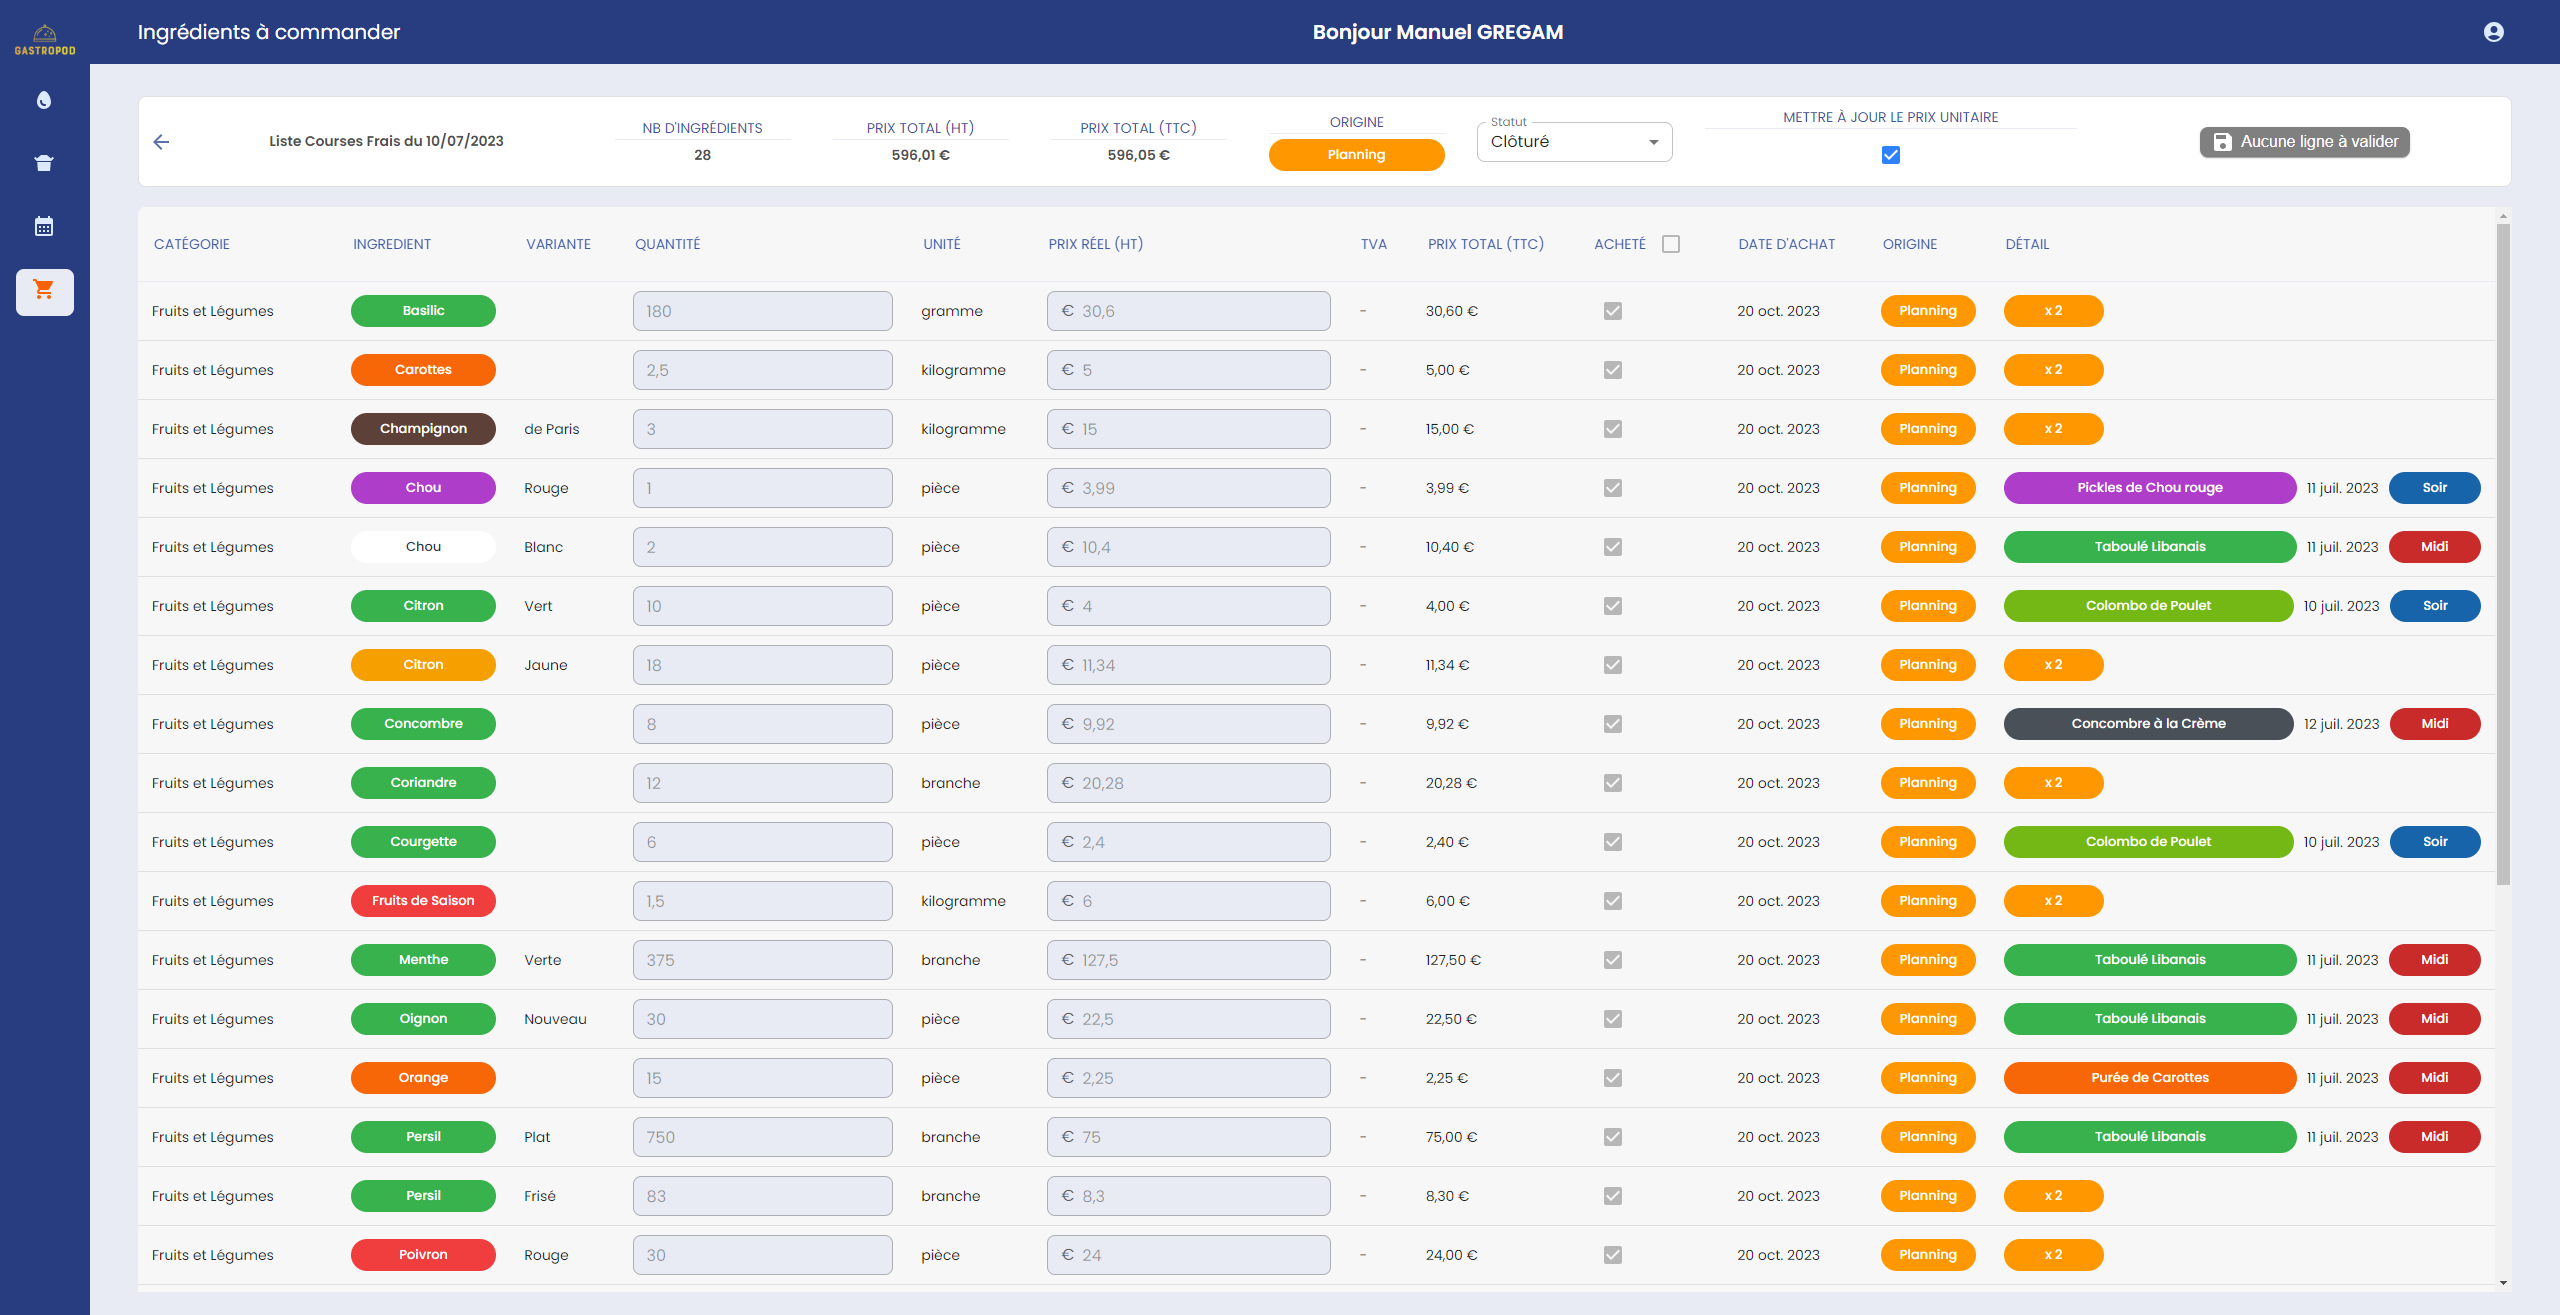 GASTROPOD
Ingrédients à commander
Bonjour Manuel GREGAM
Liste Courses Frais du 10/07/2023
NB D'INGRÉDIENTS
28
PRIX TOTAL (HT)
596,01 €
PRIX TOTAL (TTC)
596,05 €
ORIGINE
Planning
Statut
Clôturé
METTRE À JOUR LE PRIX UNITAIRE
Aucune ligne à valider
CATÉGORIE INGREDIENT VARIANTE QUANTITÉ UNITÉ PRIX RÉEL (HT) TVA PRIX TOTAL (TTC) ACHETÉ DATE D'ACHAT ORIGINE DÉTAIL
Fruits et Légumes Basilic 180 gramme € 30,6 - 30,60 € 20 oct. 2023 Planning x 2
Fruits et Légumes Carottes 2,5 kilogramme € 5 - 5,00 € 20 oct. 2023 Planning x 2
Fruits et Légumes Champignon de Paris 3 kilogramme € 15 - 15,00 € 20 oct. 2023 Planning x 2
Fruits et Légumes Chou Rouge 1 pièce € 3,99 - 3,99 € 20 oct. 2023 Planning Pickles de Chou rouge 11 juil. 2023 Soir
Fruits et Légumes Chou Blanc 2 pièce € 10,4 - 10,40 € 20 oct. 2023 Planning Taboulé Libanais 11 juil. 2023 Midi
Fruits et Légumes Citron Vert 10 pièce € 4 - 4,00 € 20 oct. 2023 Planning Colombo de Poulet 10 juil. 2023 Soir
Fruits et Légumes Citron Jaune 18 pièce € 11,34 - 11,34 € 20 oct. 2023 Planning x 2
Fruits et Légumes Concombre 8 pièce € 9,92 - 9,92 € 20 oct. 2023 Planning Concombre à la Crème 12 juil. 2023 Midi
Fruits et Légumes Coriandre 12 branche € 20,28 - 20,28 € 20 oct. 2023 Planning x 2
Fruits et Légumes Courgette 6 pièce € 2,4 - 2,40 € 20 oct. 2023 Planning Colombo de Poulet 10 juil. 2023 Soir
Fruits et Légumes Fruits de Saison 1,5 kilogramme € 6 - 6,00 € 20 oct. 2023 Planning x 2
Fruits et Légumes Menthe Verte 375 branche € 127,5 - 127,50 € 20 oct. 2023 Planning Taboulé Libanais 11 juil. 2023 Midi
Fruits et Légumes Oignon Nouveau 30 pièce € 22,5 - 22,50 € 20 oct. 2023 Planning Taboulé Libanais 11 juil. 2023 Midi
Fruits et Légumes Orange 15 pièce € 2,25 - 2,25 € 20 oct. 2023 Planning Purée de Carottes 11 juil. 2023 Midi
Fruits et Légumes Persil Plat 750 branche € 75 - 75,00 € 20 oct. 2023 Planning Taboulé Libanais 11 juil. 2023 Midi
Fruits et Légumes Persil Frisé 83 branche € 8,3 - 8,30 € 20 oct. 2023 Planning x 2
Fruits et Légumes Poivron Rouge 30 pièce € 24 - 24,00 € 20 oct. 2023 Planning x 2